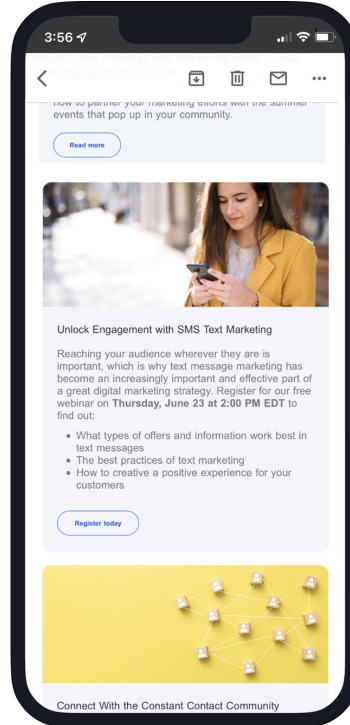 3:56
how to partner your marketing efforts with the summer
events that pop up in your community.
Read more
Unlock Engagement with SMS Text Marketing
Reaching your audience wherever they are is
important, which is why text message marketing has
become an increasingly important and effective part of
a great digital marketing strategy. Register for our free
webinar on Thursday, June 23 at 2:00 PM EDT to
find out:
• What types of offers and information work best in
text messages
• The best practices of text marketing
• How to creative a positive experience for your
customers
Register today
Connect With the Constant Contact Community